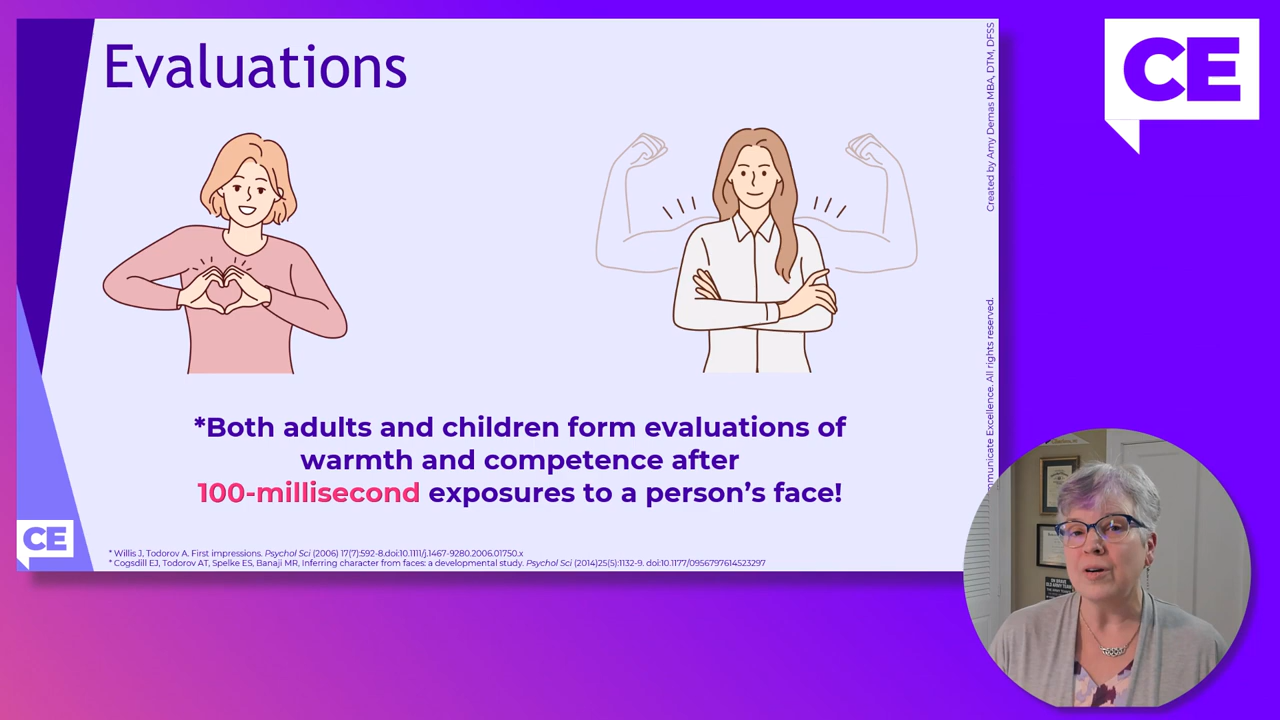 Evaluations
*Both adults and children form evaluations of
warmth and competence after
100-millisecond exposures to a person’s face!
* Willis J, Todorov A. First impressions. Psychol Sci (2006) 17(7):592-8.doi:10.1111/j.1467-9280.2006.01750.x
* Cogsdill EJ, Todorov AT, Spelke ES, Banaji MR, Inferring character from faces: a developmental study. Psychol Sci (2014)25(5):1132-9. doi:10.1177/0956797614523297
CE
Created by Amy Demas MBA, DTM, DFSS
Excellence. All rights reserved.
CE